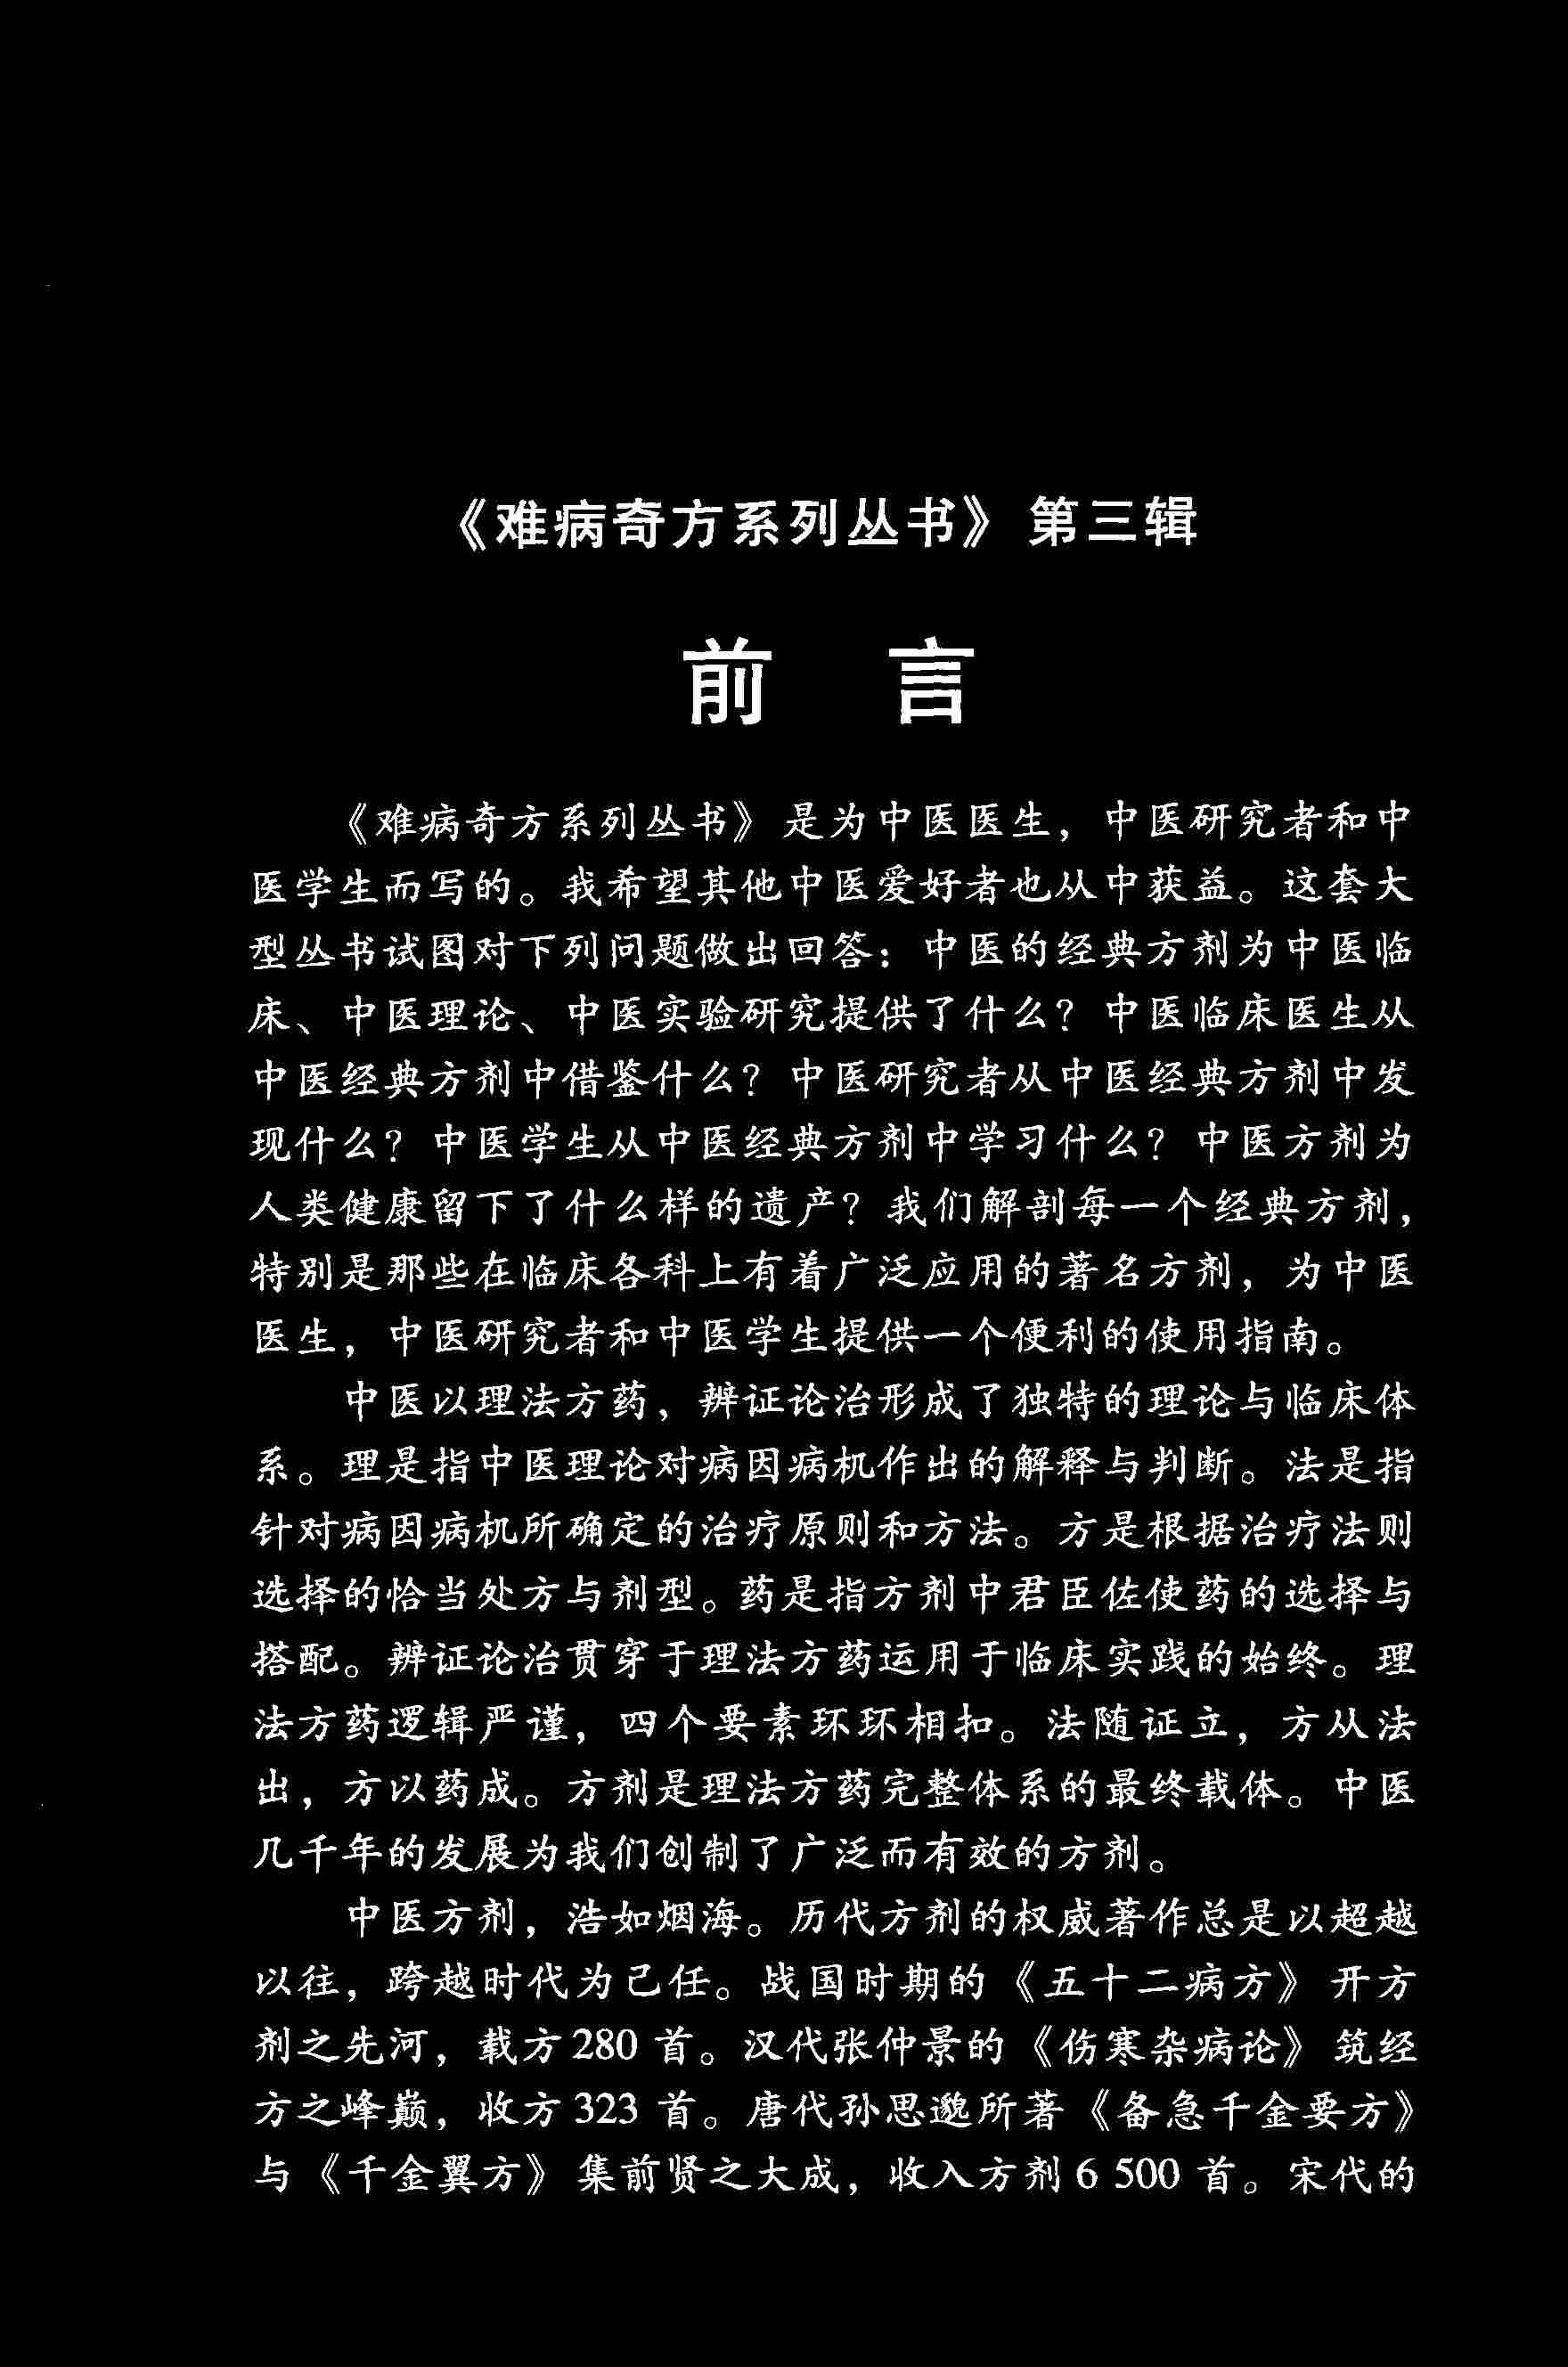 《难病奇方系列丛书》第三辑
前 言
《难病奇方系列丛书》是为中医医生，中医研究者和中
医学生而写的。我希望其他中医爱好者也从中获益。这套大
型丛书试图对下列问题做出回答：中医的经典方剂为中医临
床、中医理论、中医实验研究提供了什么？中医临床医生从
中医经典方剂中借鉴什么？中医研究者从中医经典方剂中发
现什么？中医学生从中医经典方剂中学习什么？中医方剂为
人类健康留下了什么样的遗产？我们解剖每一个经典方剂，
特别是那些在临床各科上有着广泛应用的著名方剂，为中医
医生，中医研究者和中医学生提供一个便利的使用指南。
中医以理法方药，辨证论治形成了独特的理论与临床体
系。理是指中医理论对病因病机作出的解释与判断。法是指
针对病因病机所确定的治疗原则和方法。方是根据治疗法则
选择的恰当处方与剂型。药是指方剂中君臣佐使药的选择与
搭配。辨证论治贯穿于理法方药运用于临床实践的始终。理
法方药逻辑严谨，四个要素环环相扣。法随证立，方从法
出，方以药成。方剂是理法方药完整体系的最终载体。中医
几千年的发展为我们创制了广泛而有效的方剂。
中医方剂，浩如烟海。历代方剂的权威著作总是以超越
以往，跨越时代为己任。战国时期的《五十二病方》开方
剂之先河，载方280 首。汉代张仲景的《伤寒杂病论》筑经
方之峰巅，收方323 首。唐代孙思邈所著《备急千金要方》
与《千金翼方》集前贤之大成，收入方剂6 500 首。宋代的